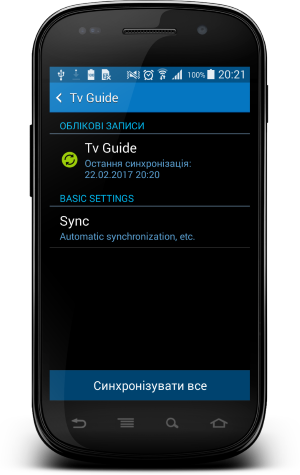 100% 20:21
Tv Guide
ОБЛІКОВІ ЗАПИСИ
Tv Guide
Остання синхронізація:
22.02.2017 20:20
BASIC SETTINGS
Sync
Automatic synchronization, etc.
Синхронізувати все